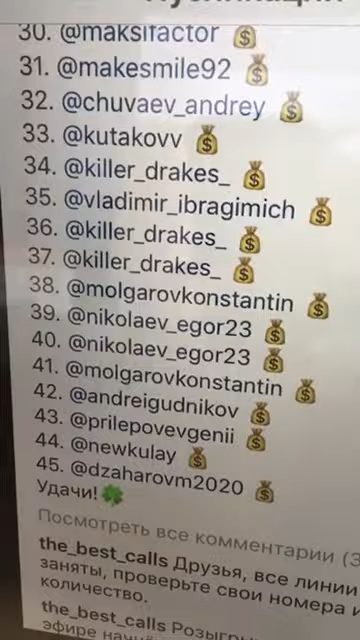 30. @maksifactor 💰
31. @makesmile92 💰
32. @chuvaev_andrey 💰
33. @kutakovv 💰
34. @killer_drakes_ 💰
35. @vladimir_ibragimich 💰
36. @killer_drakes_ 💰
37. @killer_drakes_ 💰
38. @molgarovkonstantin 💰
39. @nikolaev_egor23 💰
40. @nikolaev_egor23 💰
41. @molgarovkonstantin 💰
42. @andreigudnikov 💰
43. @prilepovevgenii 💰
44. @newkulay 💰
45. @dzaharovm2020 💰
Удачи!🍀
Посмотреть все комментарии (3
the_best_calls Друзья, все линии
заняты, проверьте свои номера и
количество.
the_best_calls
эфире